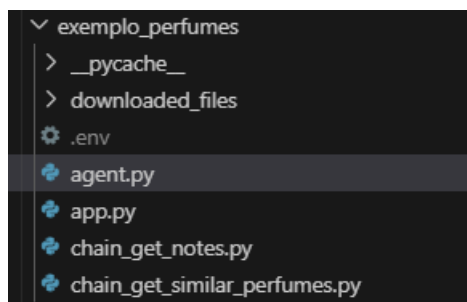 exemplo_perfumes
__pycache__
downloaded_files
.env
agent.py
app.py
chain_get_notes.py
chain_get_similar_perfumes.py